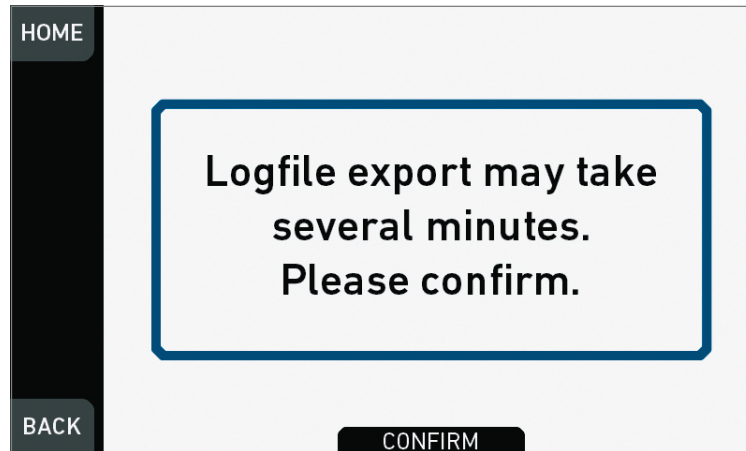 HOME
Logfile export may take
several minutes.
Please confirm.
BACK
CONFIRM